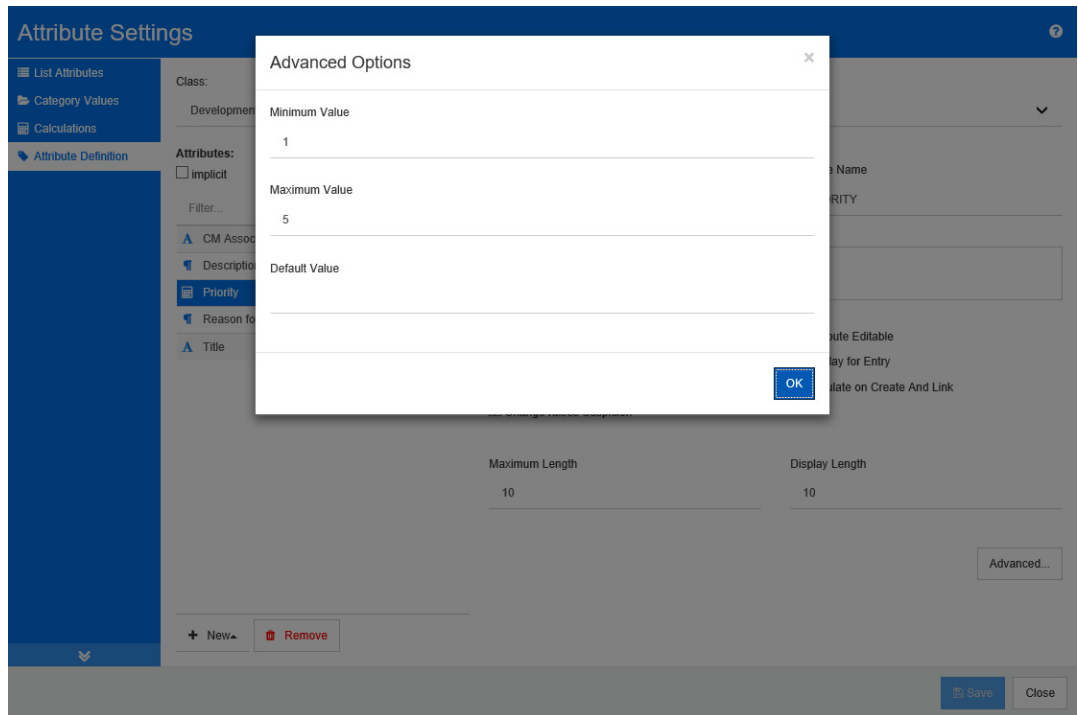 Attribute Settings
List Attributes
Category Values
Calculations
Attribute Definition
Class:
Developmen
Attributes:
implicit
Filter...
CM Assoc
Descriptio
Priority
Reason fo
Title
Advanced Options
×
Minimum Value
1
Maximum Value
5
Default Value
OK
e Name
RITY
oute Editable
lay for Entry
ulate on Create And Link
Maximum Length
10
Display Length
10
Advanced...
+ New
Remove
Save
Close